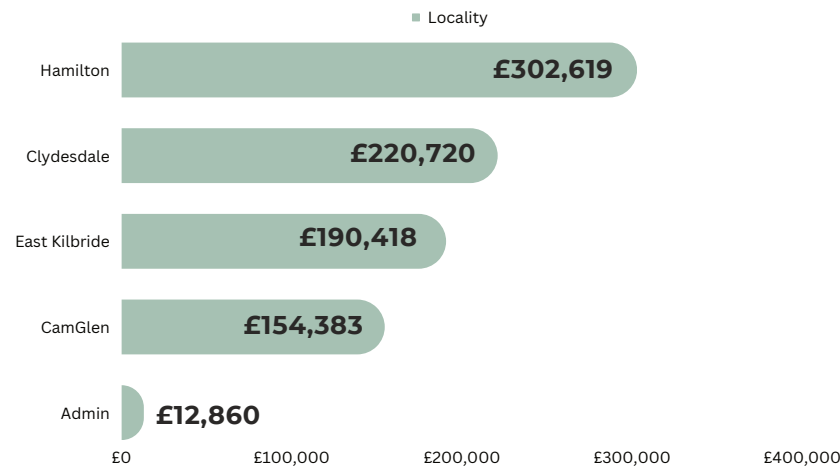 Locality
Hamilton £302,619
Clydesdale £220,720
East Kilbride £190,418
CamGlen £154,383
Admin £12,860
£0 £100,000 £200,000 £300,000 £400,000